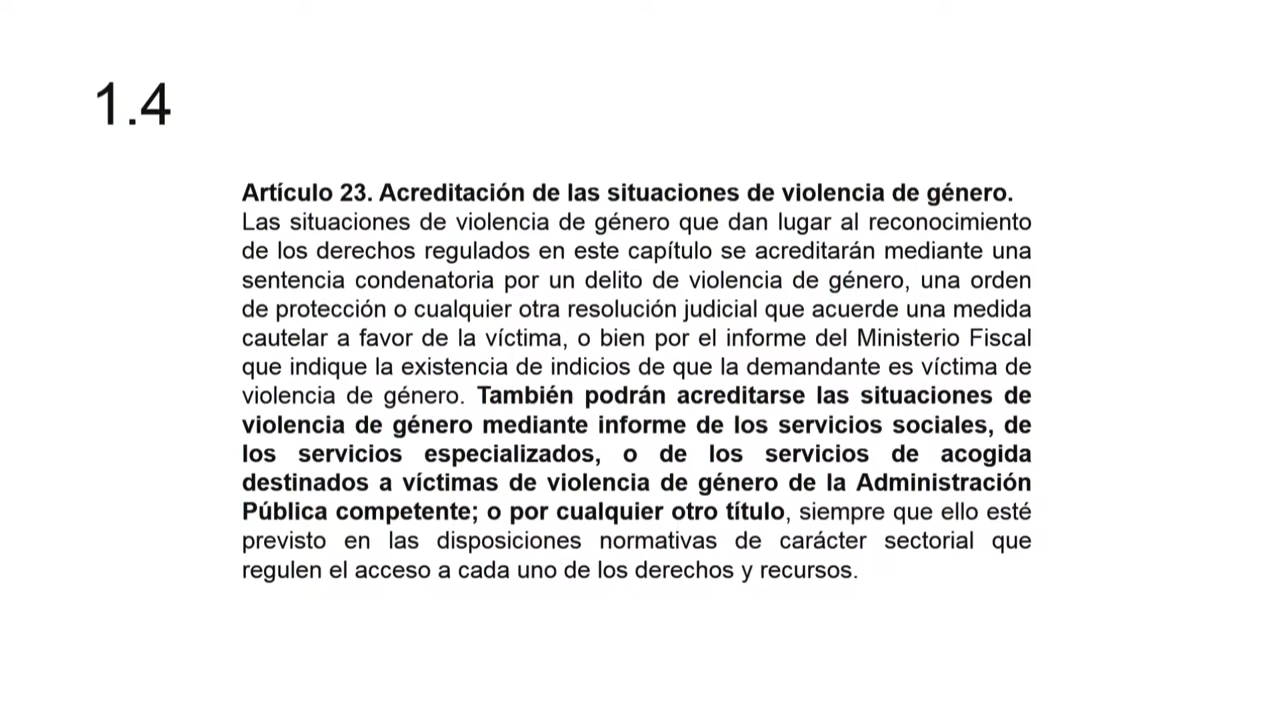 1.4
Artículo 23. Acreditación de las situaciones de violencia de género.
Las situaciones de violencia de género que dan lugar al reconocimiento
de los derechos regulados en este capítulo se acreditarán mediante una
sentencia condenatoria por un delito de violencia de género, una orden
de protección o cualquier otra resolución judicial que acuerde una medida
cautelar a favor de la víctima, o bien por el informe del Ministerio Fiscal
que indique la existencia de indicios de que la demandante es víctima de
violencia de género. También podrán acreditarse las situaciones de
violencia de género mediante informe de los servicios sociales, de
los servicios especializados, o de los servicios de acogida
destinados a víctimas de violencia de género de la Administración
Pública competente; o por cualquier otro título, siempre que ello esté
previsto en las disposiciones normativas de carácter sectorial que
regulen el acceso a cada uno de los derechos y recursos.